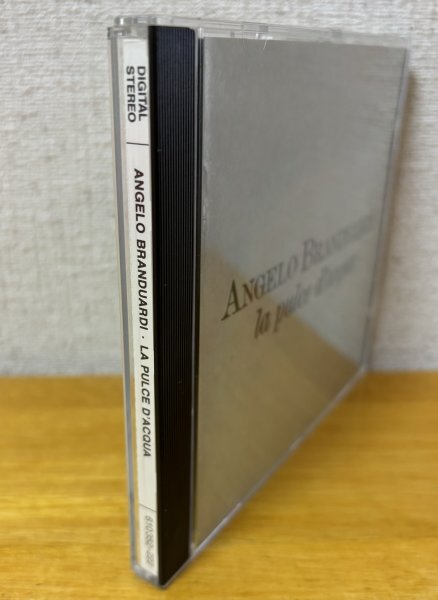 DIGITAL
STEREO
ANGELO BRANDUARDI · LA PULCE D'ACQUA
ANGELO BRANDUARDI
la pulce d'acqua